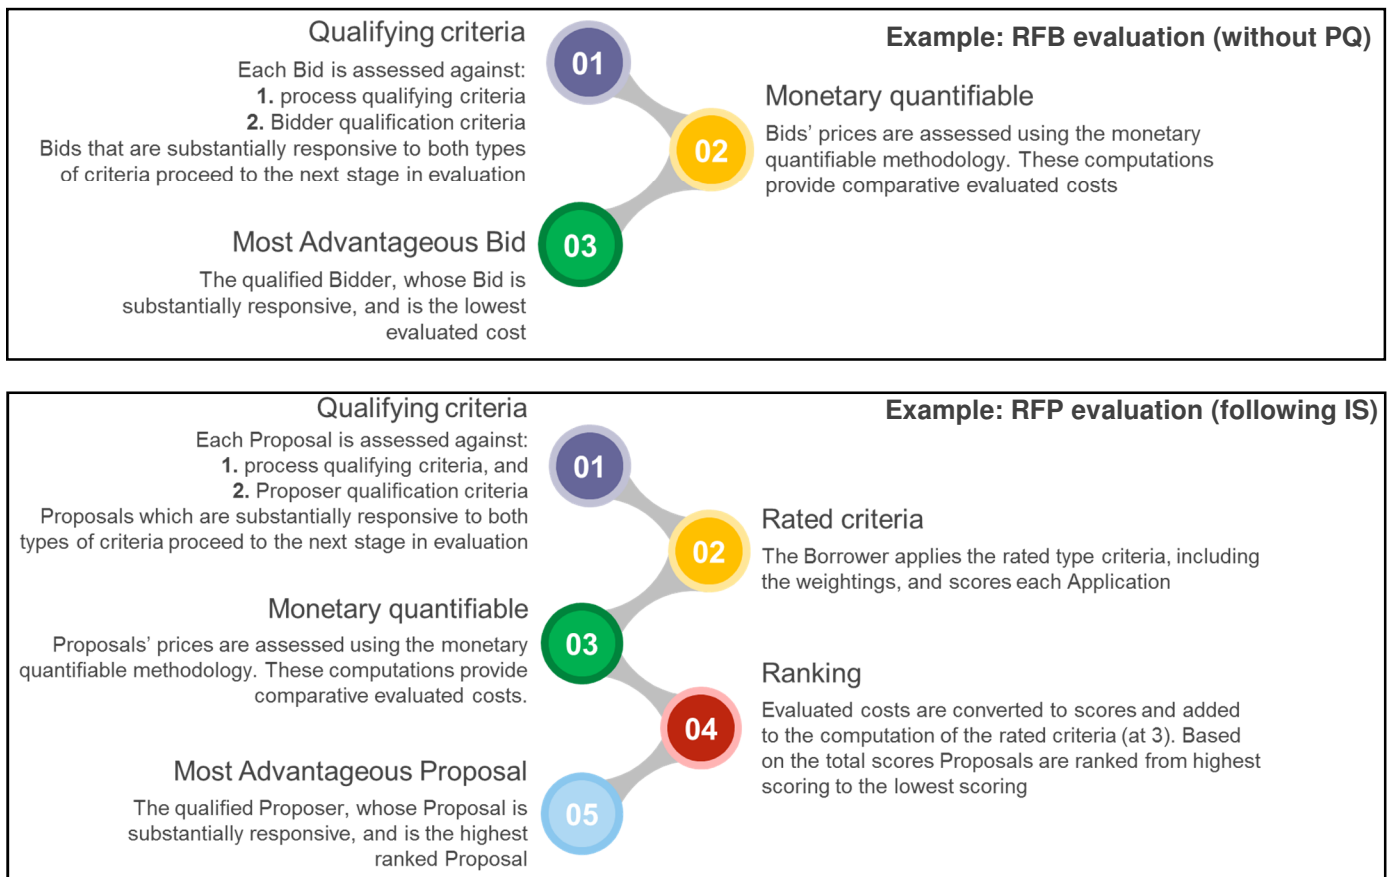 Example: RFB evaluation (without PQ)
Qualifying criteria
Each Bid is assessed against:
1. process qualifying criteria
2. Bidder qualification criteria
Bids that are substantially responsive to both types
of criteria proceed to the next stage in evaluation
01
Monetary quantifiable
Bids' prices are assessed using the monetary
quantifiable methodology. These computations
provide comparative evaluated costs
02
Most Advantageous Bid
The qualified Bidder, whose Bid is
substantially responsive, and is the lowest
evaluated cost
03
Example: RFP evaluation (following IS)
Qualifying criteria
Each Proposal is assessed against:
1. process qualifying criteria, and
2. Proposer qualification criteria
Proposals which are substantially responsive to both
types of criteria proceed to the next stage in evaluation
01
Rated criteria
The Borrower applies the rated type criteria, including
the weightings, and scores each Application
02
Monetary quantifiable
Proposals' prices are assessed using the monetary
quantifiable methodology. These computations provide
comparative evaluated costs.
03
Ranking
Evaluated costs are converted to scores and added
to the computation of the rated criteria (at 3). Based
on the total scores Proposals are ranked from highest
scoring to the lowest scoring
04
Most Advantageous Proposal
The qualified Proposer, whose Proposal is
substantially responsive, and is the highest
ranked Proposal
05